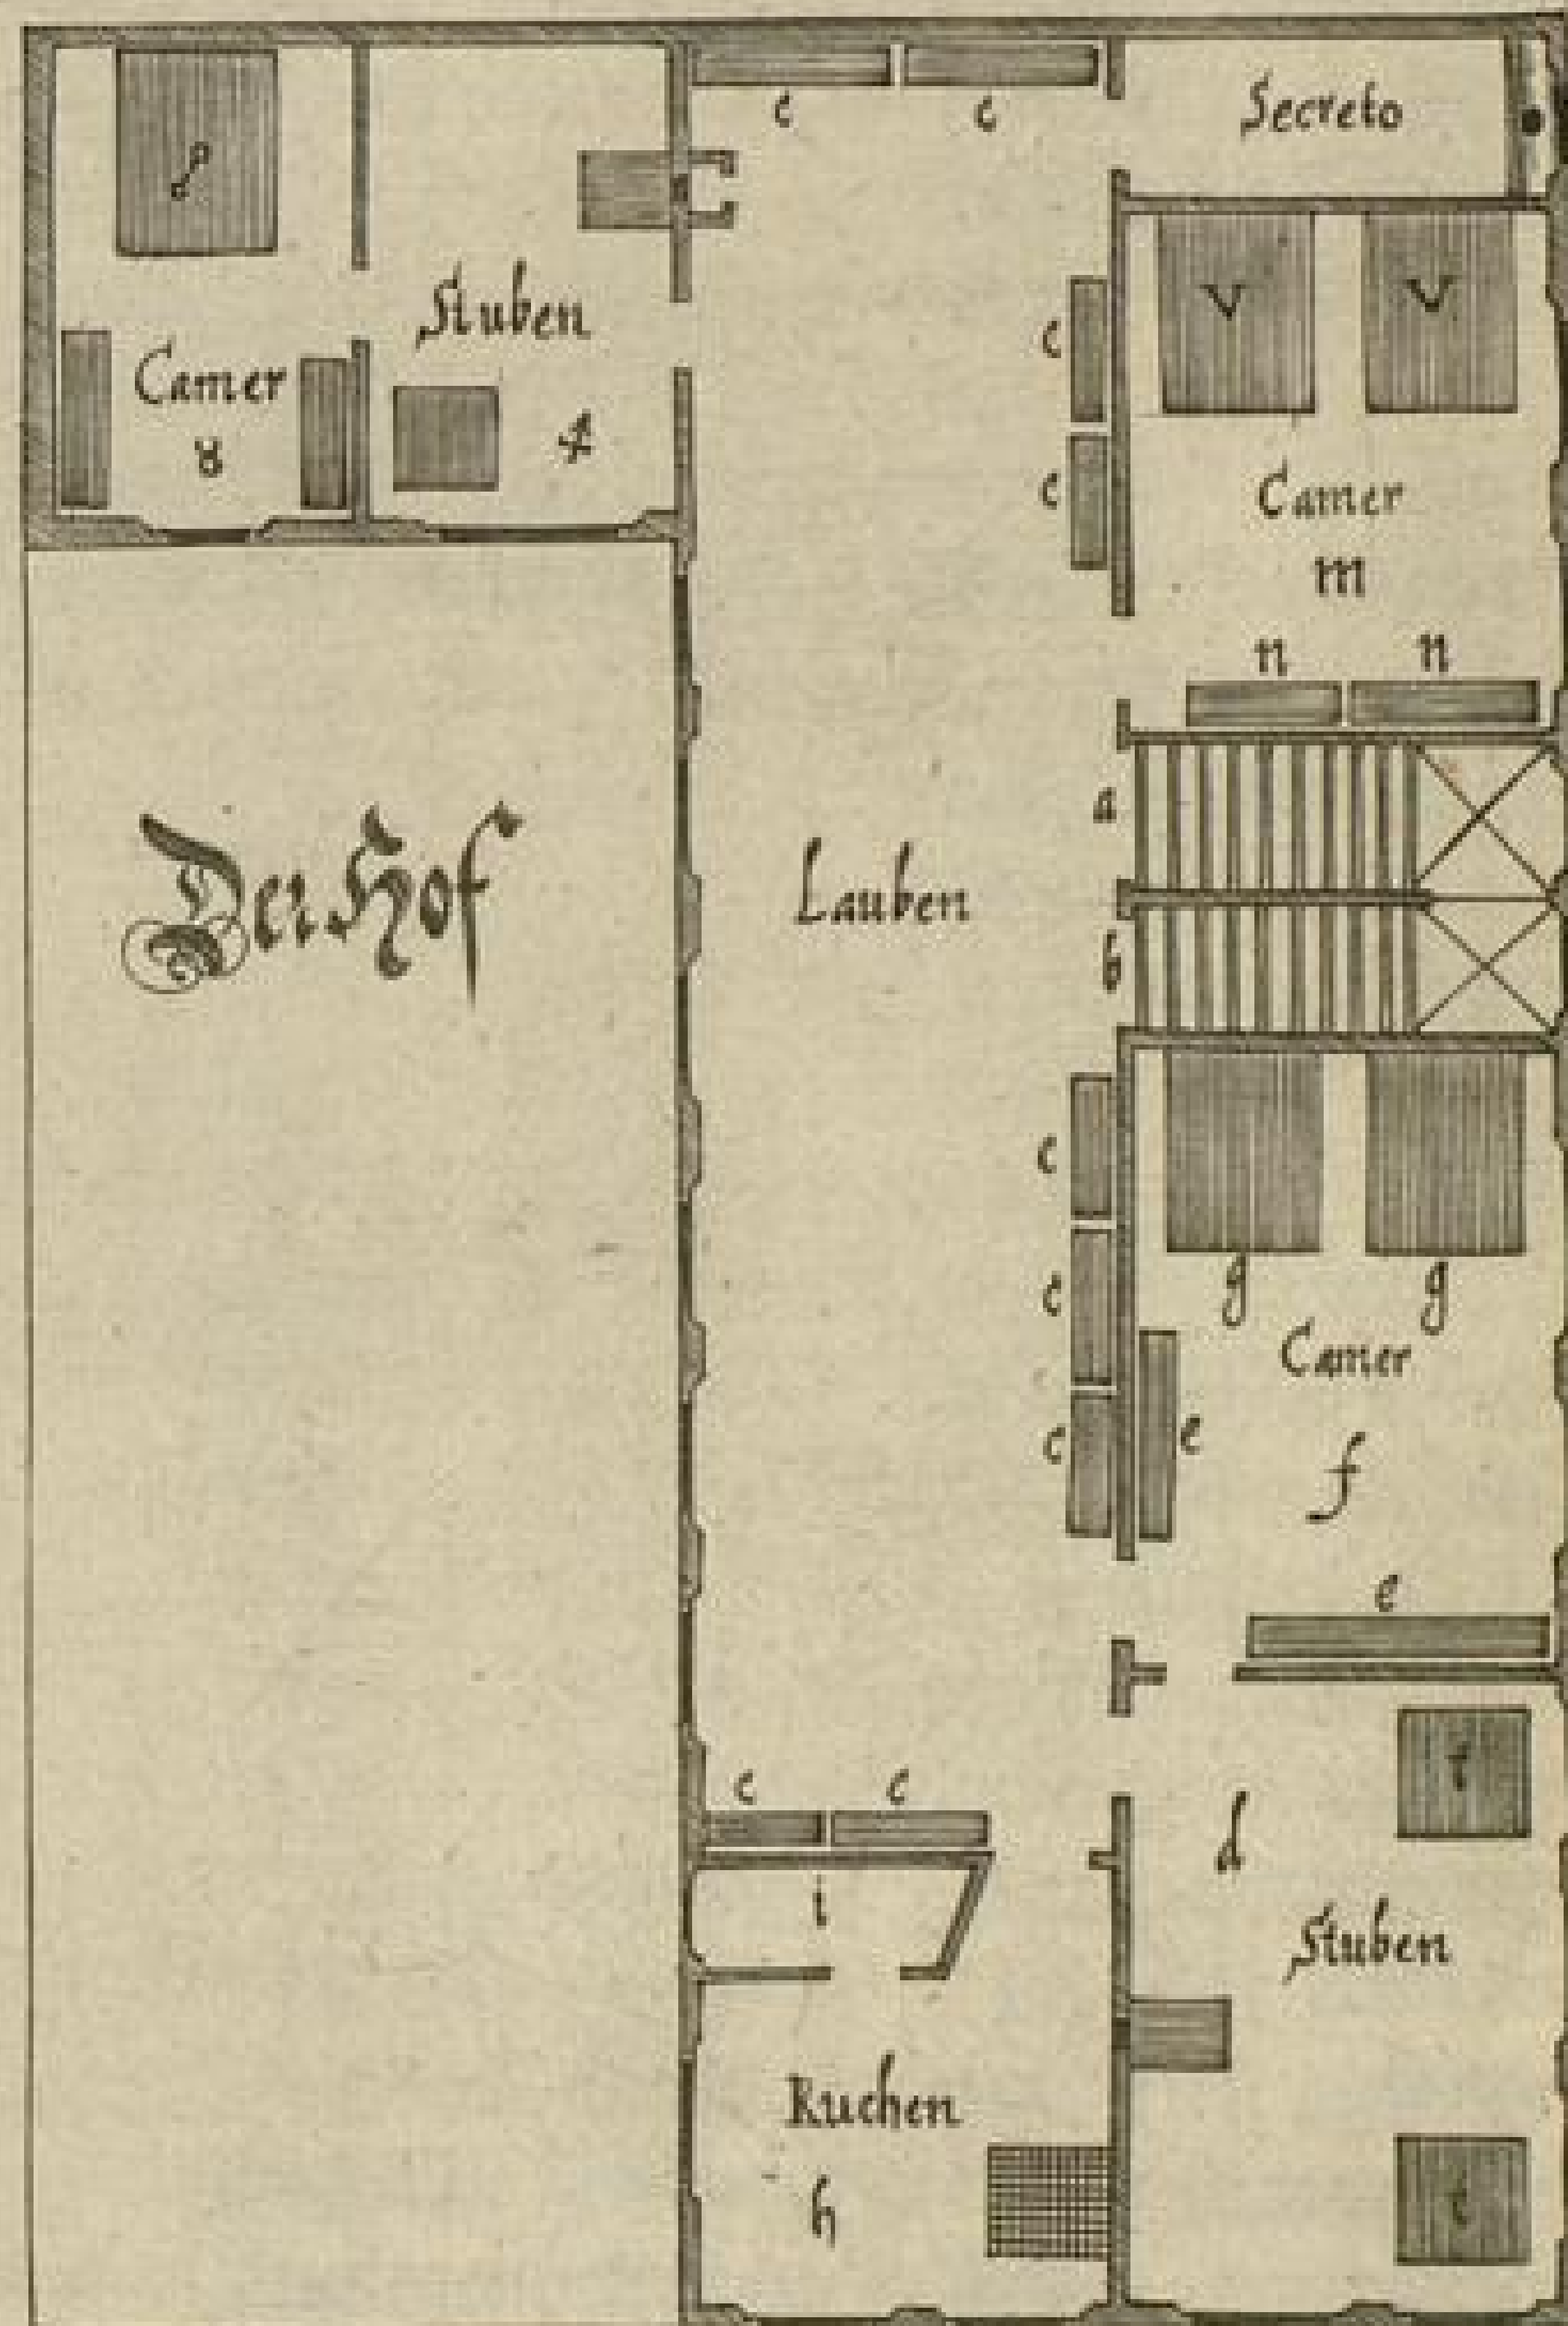 c c
Secreto
Stuben
Camer
c
c
Camer
m
n n
a
Der Hof
Lauben
b
c
g g
c
Camer
c
e
f
e
t
c c
d
i
Stuben
Kuchen
h
t